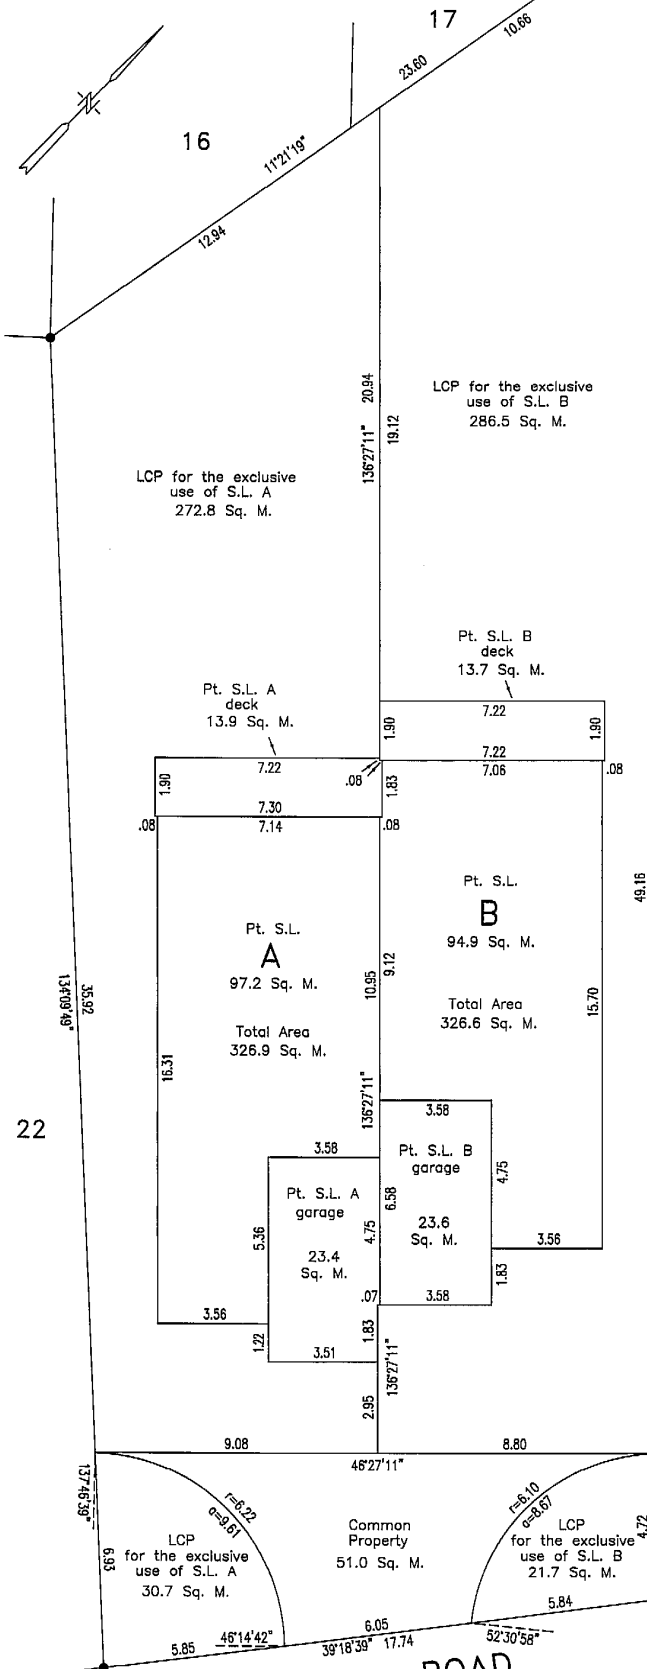 17
10.66
23.60
N
16
11°21'19"
12.94
LCP for the exclusive
use of S.L. B
286.5 Sq. M.
20.94
19.12
136°27'11"
LCP for the exclusive
use of S.L. A
272.8 Sq. M.
Pt. S.L. B
deck
13.7 Sq. M.
Pt. S.L. A
deck
13.9 Sq. M.
7.22
1.90
1.90
7.22
7.22
7.06
.08
.08
1.90
1.83
7.30
.08
7.14
.08
Pt. S.L.
B
94.9 Sq. M.
49.16
Pt. S.L.
A
97.2 Sq. M.
10.95
9.12
35.92
134°09'49"
Total Area
326.6 Sq. M.
15.70
Total Area
326.9 Sq. M.
16.31
136°27'11"
3.58
22
3.58
Pt. S.L. B
garage
4.75
Pt. S.L. A
garage
6.58
23.6
Sq. M.
5.36
4.75
23.4
Sq. M.
3.56
1.83
.07
3.58
3.56
1.83
1.22
3.51
136°27'11"
2.95
9.08
8.80
46°27'11"
137°46'39"
r=6.22
a=9.61
r=6.10
a=8.67
Common
Property
51.0 Sq. M.
4.72
LCP
for the exclusive
use of S.L. A
30.7 Sq. M.
LCP
for the exclusive
use of S.L. B
21.7 Sq. M.
6.93
5.84
6.05
5.85
46°14'42"
39°18'39"
17.74
52°30'58"
ROAD